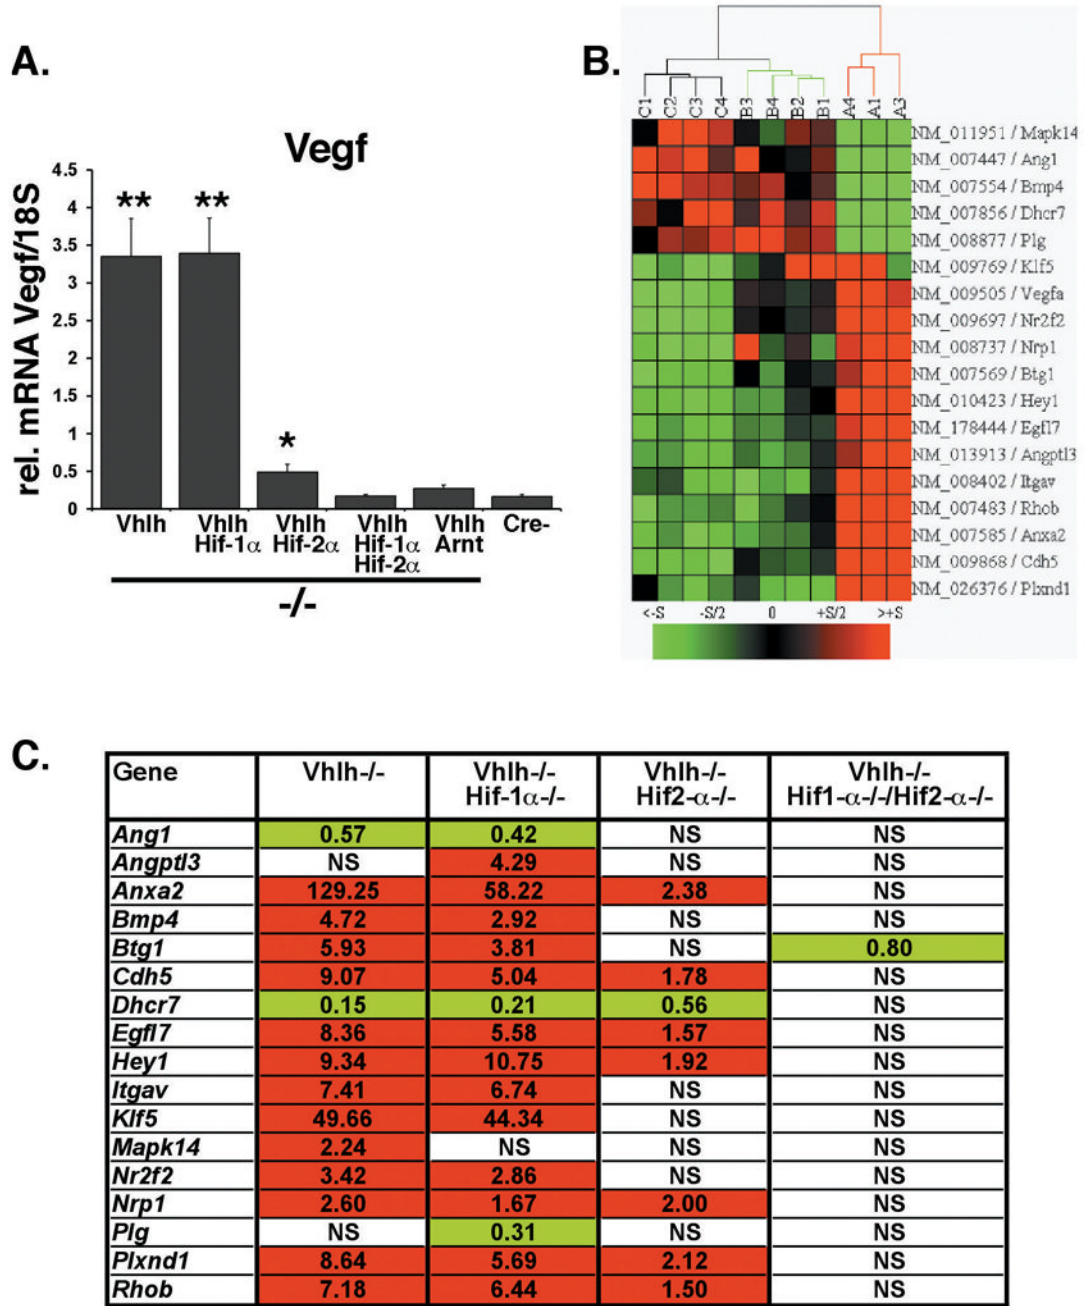 A.
Vegf
rel. mRNA Vegf/18S
4.5
4
3.5
3
2.5
2
1.5
1
0.5
0
** ** *
Vhlh Vhlh Vhlh Vhlh Vhlh Cre-
Hif-1α Hif-2α Hif-1α Arnt
Hif-2α
-/-
B.
C1 C2 C3 C4 B3 B4 B2 B1 A4 A1 A3
NM_011951 / Mapk14
NM_007447 / Ang1
NM_007554 / Bmp4
NM_007856 / Dhcr7
NM_008877 / Plg
NM_009769 / Klf5
NM_009505 / Vegfa
NM_009697 / Nr2f2
NM_008737 / Nrp1
NM_007569 / Btg1
NM_010423 / Hey1
NM_178444 / Egfl7
NM_013913 / Angptl3
NM_008402 / Itgav
NM_007483 / Rhob
NM_007585 / Anxa2
NM_009868 / Cdh5
NM_026376 / Plxnd1
<-S -S/2 0 +S/2 >+S
C.
Gene Vhlh-/- Vhlh-/- Vhlh-/- Vhlh-/-
Hif-1α-/- Hif2-α-/- Hif1-α-/-/Hif2-α-/-
Ang1 0.57 0.42 NS NS
Angptl3 NS 4.29 NS NS
Anxa2 129.25 58.22 2.38 NS
Bmp4 4.72 2.92 NS NS
Btg1 5.93 3.81 NS 0.80
Cdh5 9.07 5.04 1.78 NS
Dhcr7 0.15 0.21 0.56 NS
Egfl7 8.36 5.58 1.57 NS
Hey1 9.34 10.75 1.92 NS
Itgav 7.41 6.74 NS NS
Klf5 49.66 44.34 NS NS
Mapk14 2.24 NS NS NS
Nr2f2 3.42 2.86 NS NS
Nrp1 2.60 1.67 2.00 NS
Plg NS 0.31 NS NS
Plxnd1 8.64 5.69 2.12 NS
Rhob 7.18 6.44 1.50 NS